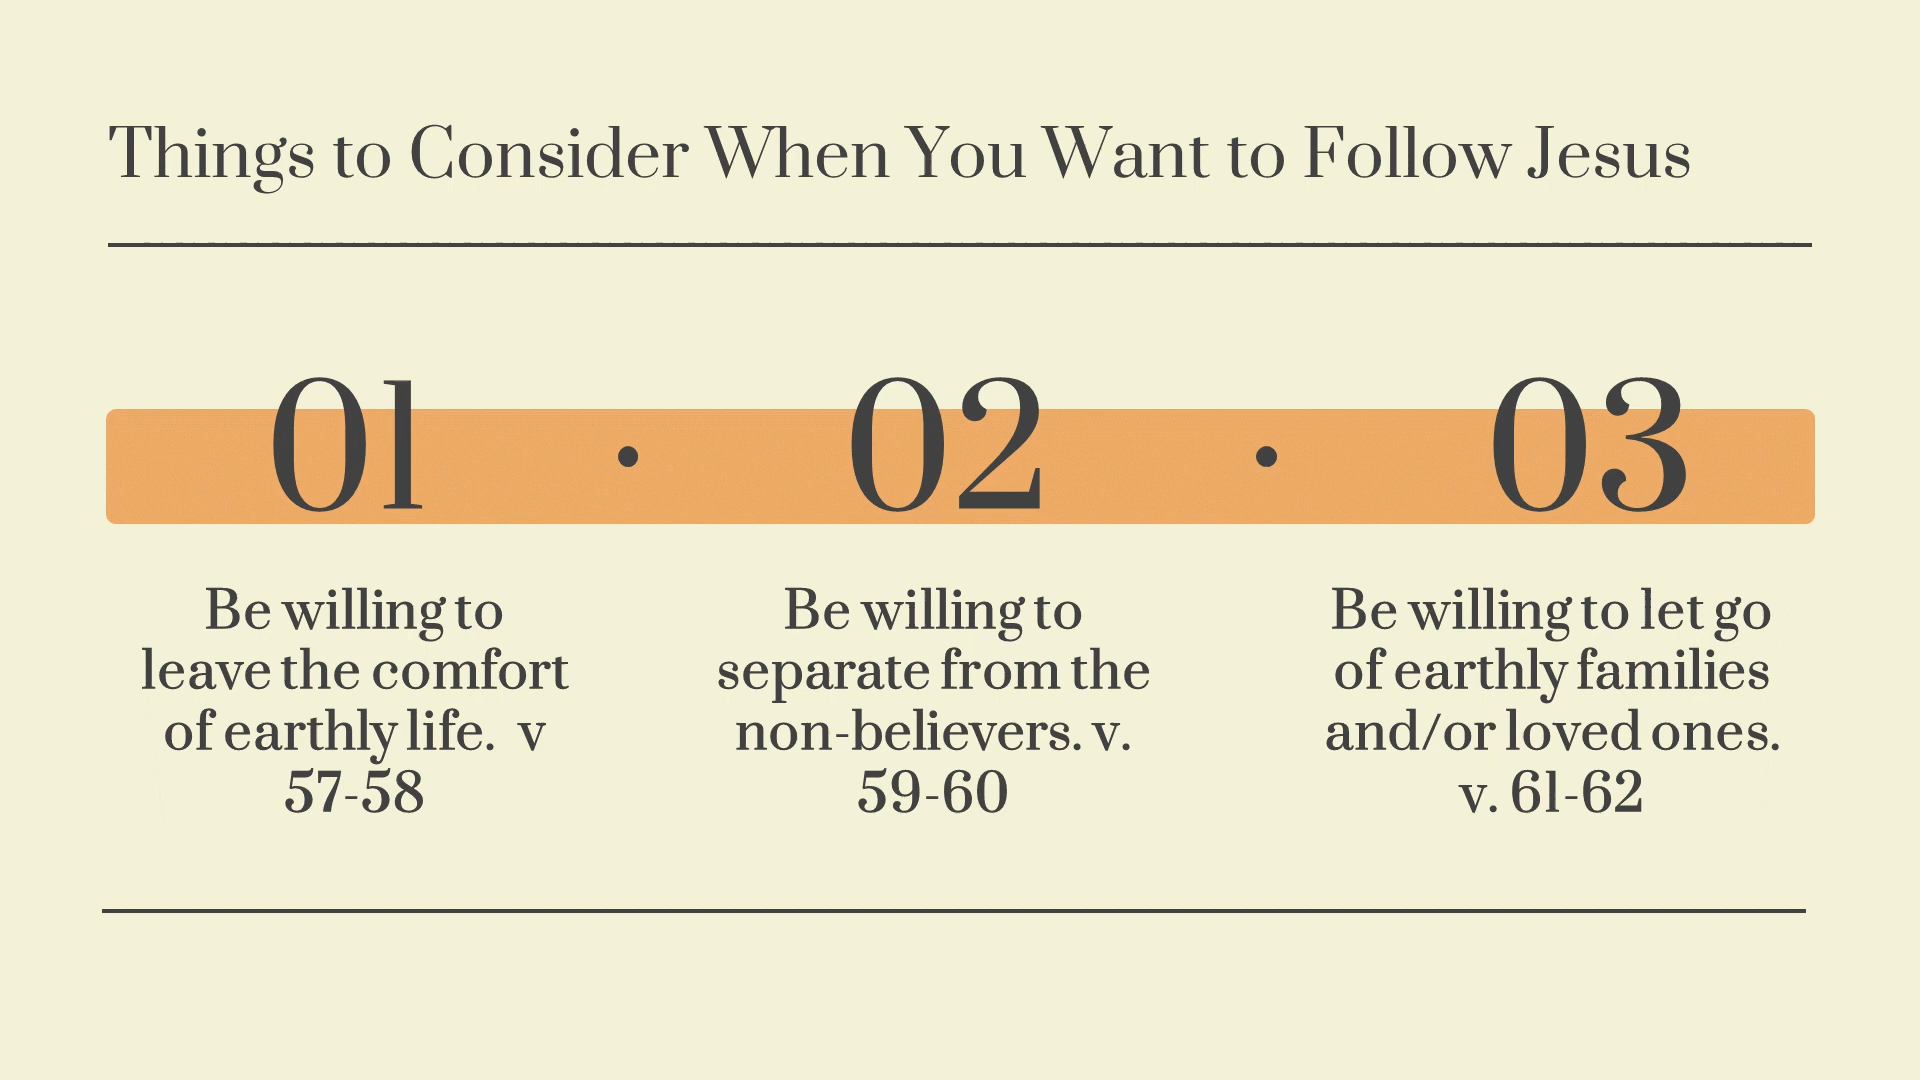 Things to Consider When You Want to Follow Jesus
01 • 02 • 03
Be willing to
leave the comfort
of earthly life.  v
57-58
Be willing to
separate from the
non-believers. v.
59-60
Be willing to let go
of earthly families
and/or loved ones.
v. 61-62